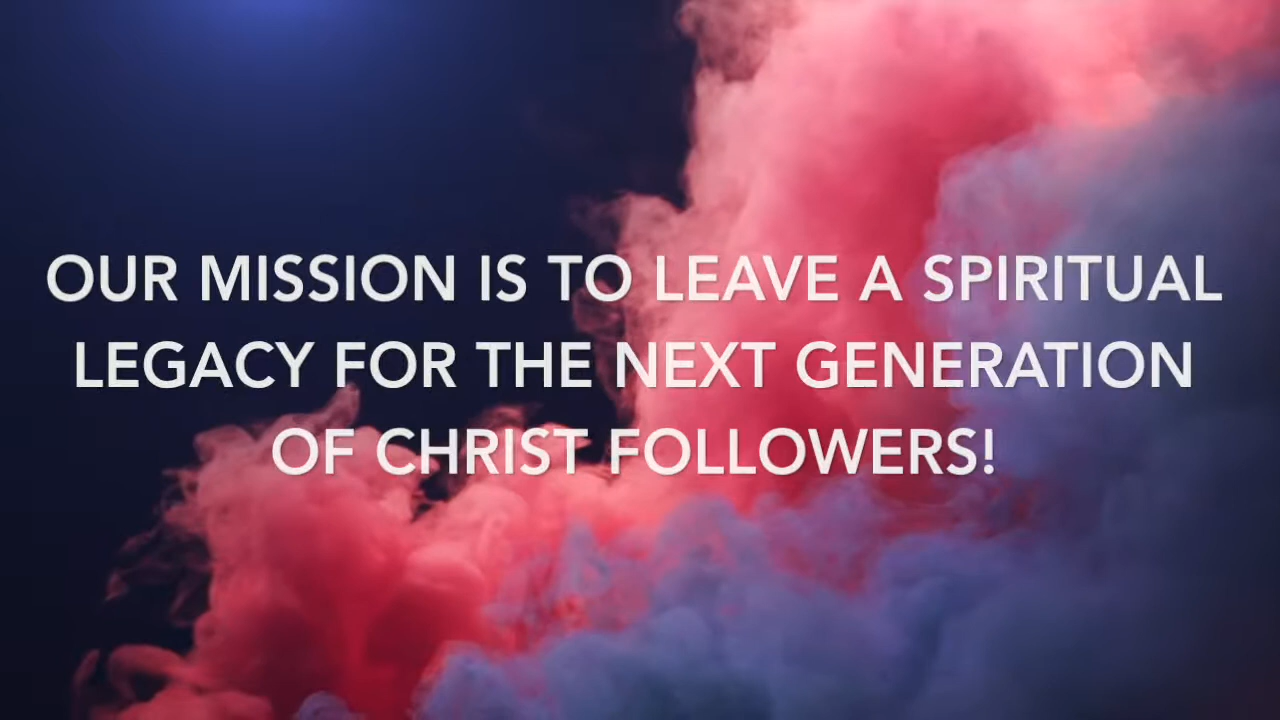 OUR MISSION IS TO LEAVE A SPIRITUAL
LEGACY FOR THE NEXT GENERATION
OF CHRIST FOLLOWERS!